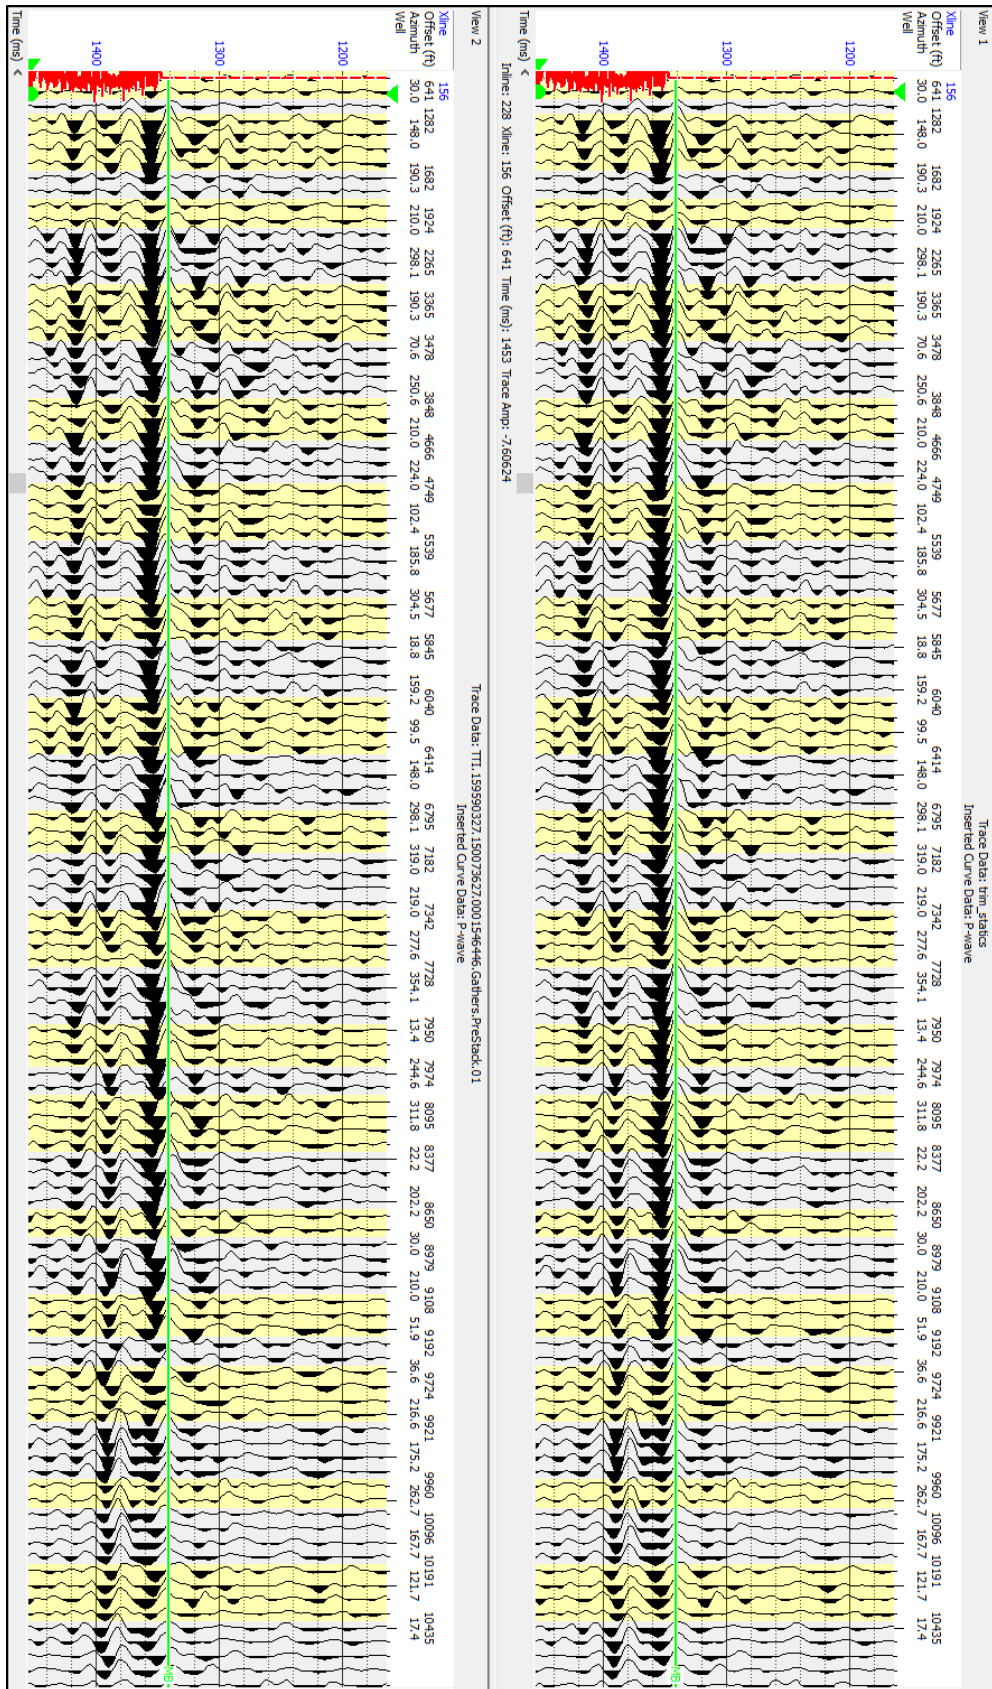 View 1
Trace Data: trim_statics
Inserted Curve Data: P-wave
Xline 156
Offset (ft) 641 1282 1682 1924 2265 3365 3478 3848 4666 4749 5539 5677 5845 6040 6414 6795 7182 7342 7728 7950 7974 8095 8377 8650 8979 9108 9192 9724 9921 9960 10096 10191 10435
Azimuth 30.0 148.0 190.3 210.0 298.1 190.3 70.6 250.6 210.0 224.0 102.4 185.8 304.5 18.8 159.2 99.5 148.0 298.1 319.0 219.0 277.6 354.1 13.4 244.6 311.8 22.2 202.2 30.0 210.0 51.9 36.6 216.6 175.2 262.7 167.7 121.7 17.4
Well
1200
1300
MB
1400
Time (ms)
Inline: 228 Xline: 156 Offset (ft): 641 Time (ms): 1453 Trace Amp: -7.60624
View 2
Trace Data: TTI.159590327.150073627.0001546446.Gathers.PreStack.01
Inserted Curve Data: P-wave
Xline 156
Offset (ft) 641 1282 1682 1924 2265 3365 3478 3848 4666 4749 5539 5677 5845 6040 6414 6795 7182 7342 7728 7950 7974 8095 8377 8650 8979 9108 9192 9724 9921 9960 10096 10191 10435
Azimuth 30.0 148.0 190.3 210.0 298.1 190.3 70.6 250.6 210.0 224.0 102.4 185.8 304.5 18.8 159.2 99.5 148.0 298.1 319.0 219.0 277.6 354.1 13.4 244.6 311.8 22.2 202.2 30.0 210.0 51.9 36.6 216.6 175.2 262.7 167.7 121.7 17.4
Well
1200
1300
MB
1400
Time (ms)